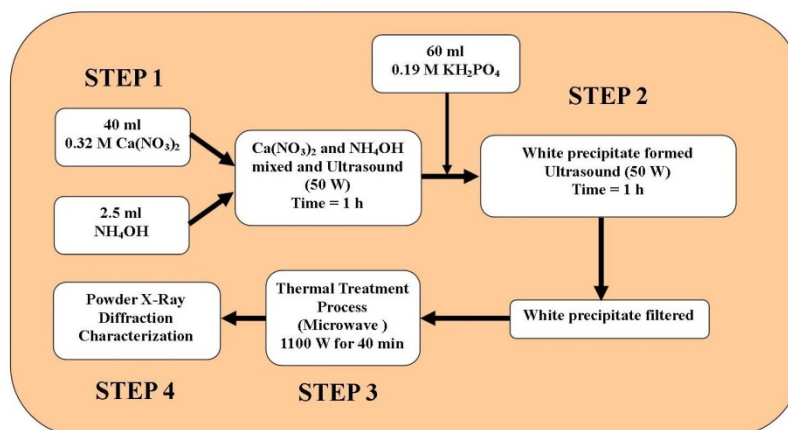 STEP 1
40 ml
0.32 M Ca(NO₃)₂
2.5 ml
NH₄OH
Ca(NO₃)₂ and NH₄OH
mixed and Ultrasound
(50 W)
Time = 1 h
60 ml
0.19 M KH₂PO₄
STEP 2
White precipitate formed
Ultrasound (50 W)
Time = 1 h
White precipitate filtered
Thermal Treatment
Process
(Microwave )
1100 W for 40 min
STEP 3
Powder X-Ray
Diffraction
Characterization
STEP 4